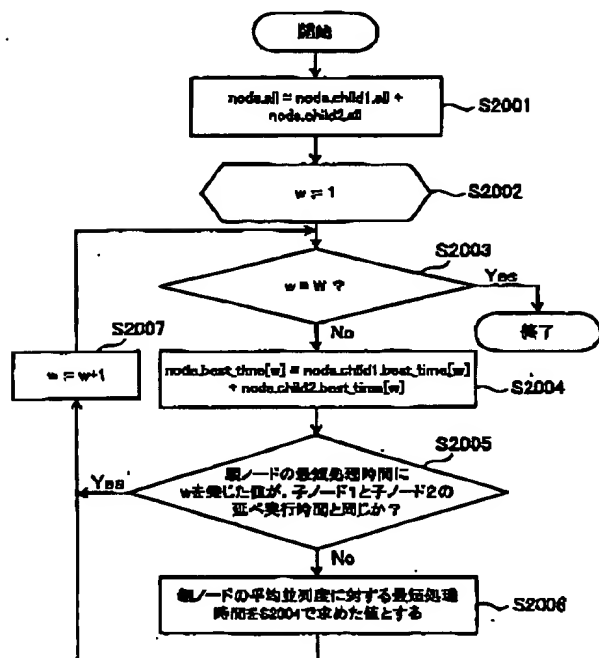 開始
node.all = node.child1.all +
node.child2.all
S2001
w := 1
S2002
S2003
w = W ?
Yes
終了
No
S2007
w := w+1
node.best_time[w] = node.child1.best_time[w]
+ node.child2.best_time[w]
S2004
S2005
親ノードの最短処理時間に
wを乗じた値が、子ノード1と子ノード2の
延べ実行時間と同じか?
Yes
No
親ノードの平均並列度に対する最短処理
時間をS2004で求めた値とする
S2006